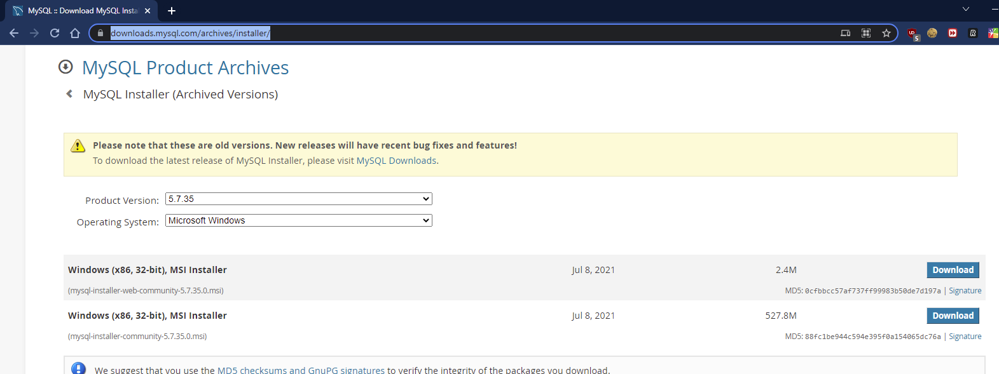 MySQL :: Download MySQL Insta
downloads.mysql.com/archives/installer/
5
MySQL Product Archives
MySQL Installer (Archived Versions)
Please note that these are old versions. New releases will have recent bug fixes and features!
To download the latest release of MySQL Installer, please visit MySQL Downloads.
Product Version: 5.7.35
Operating System: Microsoft Windows
Windows (x86, 32-bit), MSI Installer Jul 8, 2021 2.4M Download
(mysql-installer-web-community-5.7.35.0.msi) MD5: 0cfbbcc57af737ff99983b50de7d197a | Signature
Windows (x86, 32-bit), MSI Installer Jul 8, 2021 527.8M Download
(mysql-installer-community-5.7.35.0.msi) MD5: 88fc1be944c594e395f0a154065dc76a | Signature
We suggest that you use the MD5 checksums and GnuPG signatures to verify the integrity of the packages you download.